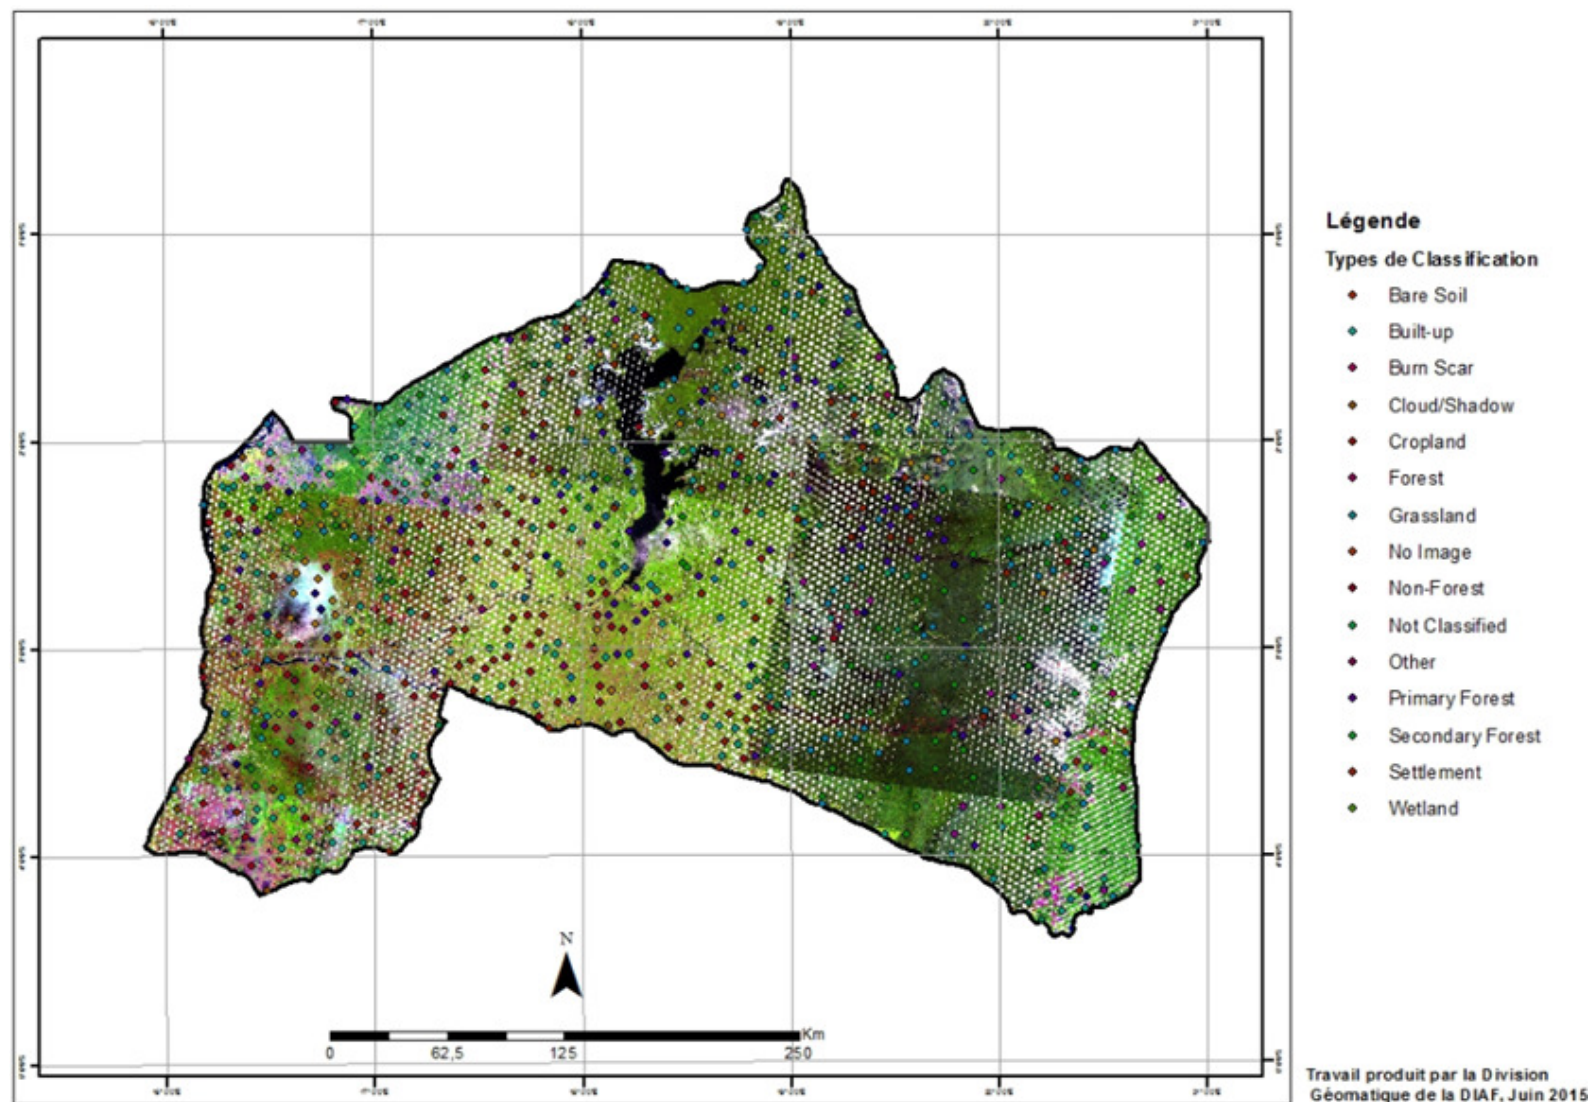 Légende
Types de Classification
Bare Soil
Built-up
Burn Scar
Cloud/Shadow
Cropland
Forest
Grassland
No Image
Non-Forest
Not Classified
Other
Primary Forest
Secondary Forest
Settlement
Wetland
N
Km
0 62,5 125 250
Travail produit par la Division
Géomatique de la DIAF, Juin 2015